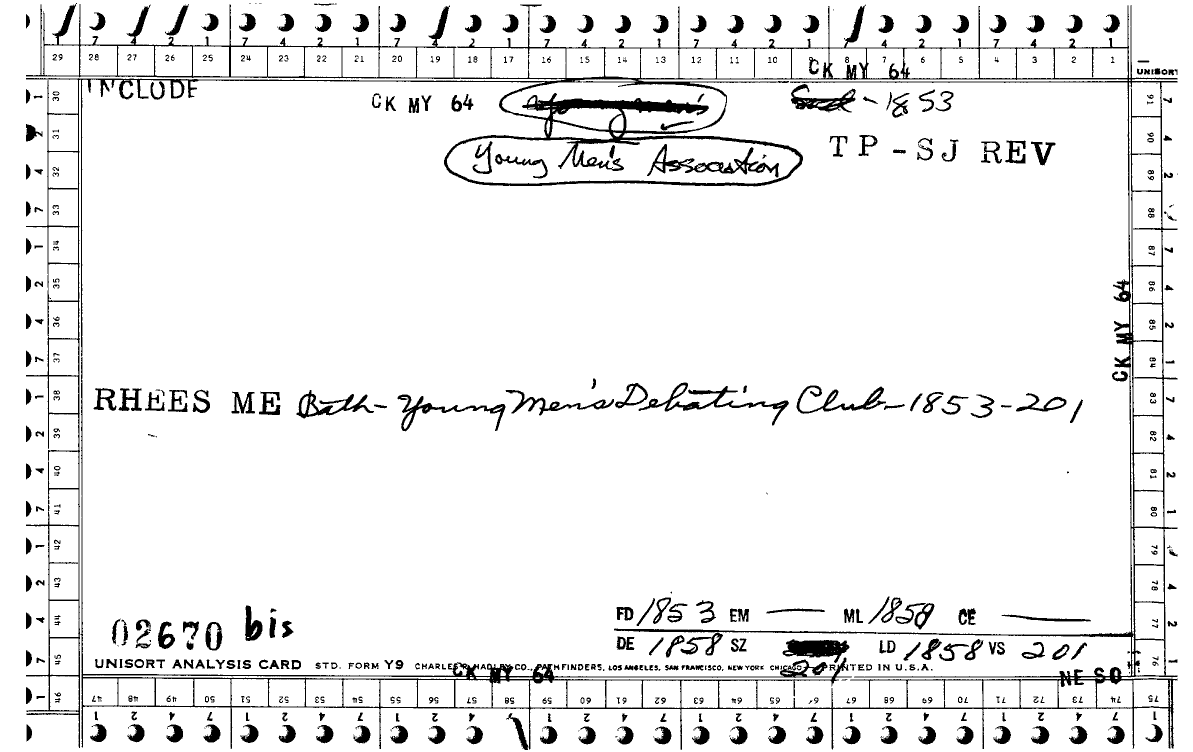 7 4 2 1 7 4 2 1 7 4 2 1 7 4 2 1 7 4 2 1 7 4 2 1 7 4 2 1
29 28 27 26 25 24 23 22 21 20 19 18 17 16 15 14 13 12 11 10 9 8 7 6 5 4 3 2 1
CK MY 64
UNISORT
INCLUDE
CK MY 64 Young Men's - 1853
Young Men's Association TP-SJ REV
CK MY 64
RHEES ME Bath-Young Men's Debating Club-1853-201
FD 1853 EM — ML 1858 CE —
02670 bis
DE 1858 SZ 201 LD 1858 VS 201
UNISORT ANALYSIS CARD STD. FORM Y9 CHARLES R. HADLEY CO., PATHFINDERS, LOS ANGELES, SAN FRANCISCO, NEW YORK CHICAGO PRINTED IN U.S.A.
CK MY 64
NE SO
30 31 32 33 34 35 36 37 38 39 40 41 42 43 44 45 46
91 90 89 88 87 86 85 84 83 82 81 80 79 78 77 76 75
47 48 49 50 51 52 53 54 55 56 57 58 59 60 61 62 63 64 65 66 67 68 69 70 71 72 73 74